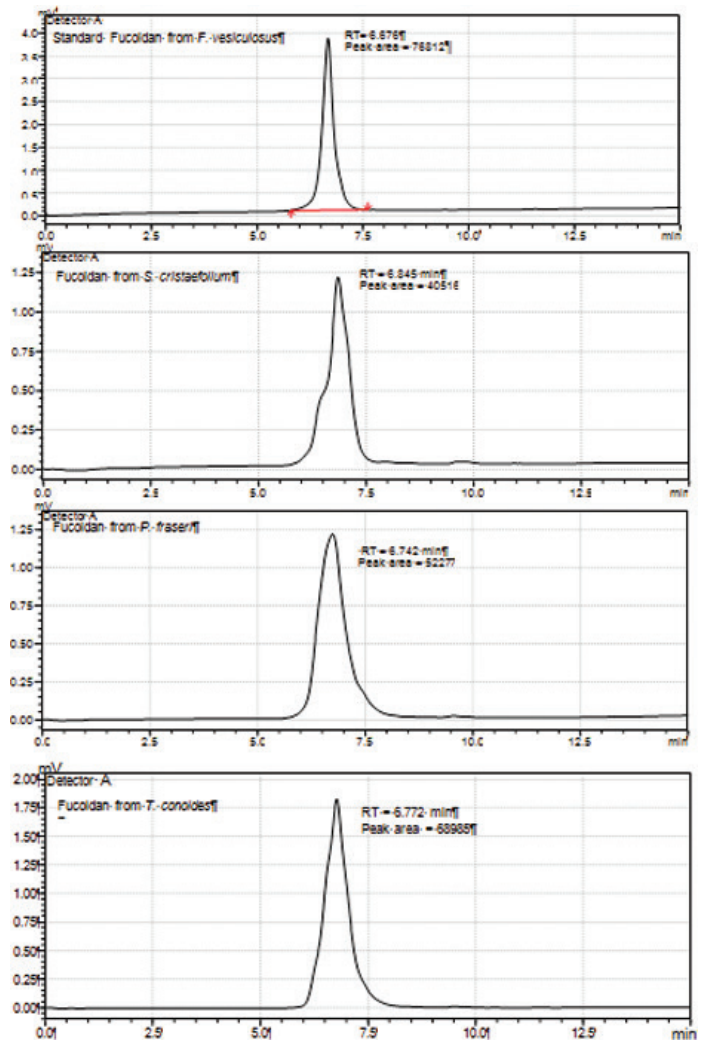 mV
Detector A
Standard Fucoidan from F. vesiculosus¶
RT=6.676¶
Peak area=76812¶
4.0
3.5
3.0
2.5
2.0
1.5
1.0
0.5
0.0
0.0 2.5 5.0 7.5 10.0 12.5 min
mV
Detector A
Fucoidan from S. cristaefolium¶
RT=6.845 min¶
Peak area=40516
1.25
1.00
0.75
0.50
0.25
0.00
0.0 2.5 5.0 7.5 10.0 12.5 min
mV
Detector A
Fucoidan from P. fraseri¶
RT=6.742 min¶
Peak area=52277
1.25
1.00
0.75
0.50
0.25
0.00
0.0 2.5 5.0 7.5 10.0 12.5 min
mV
Detector A
Fucoidan from T. conoides¶
RT=6.772 min¶
Peak area =68985¶
2.00
1.75
1.50
1.25
1.00
0.75
0.50
0.25
0.00
0.0 2.5 5.0 7.5 10.0 12.5 min